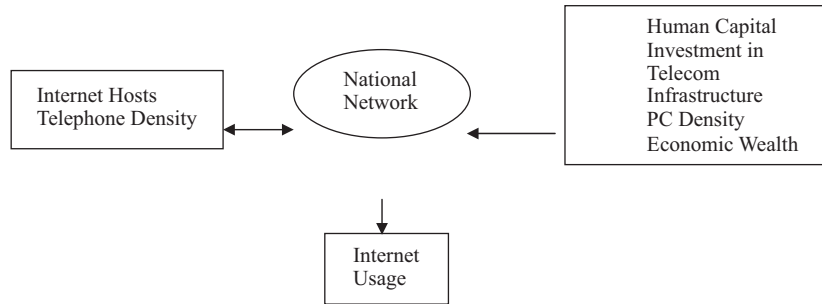 Internet Hosts
Telephone Density
National
Network
Human Capital
Investment in
Telecom
Infrastructure
PC Density
Economic Wealth
Internet
Usage